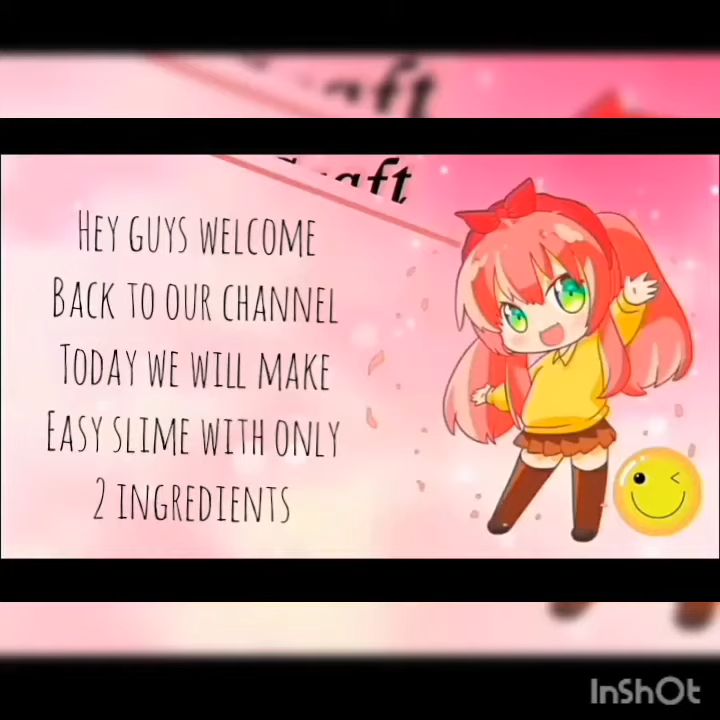 HEY GUYS WELCOME
BACK TO OUR CHANNEL
TODAY WE WILL MAKE
EASY SLIME WITH ONLY
2 INGREDIENTS
InShOt